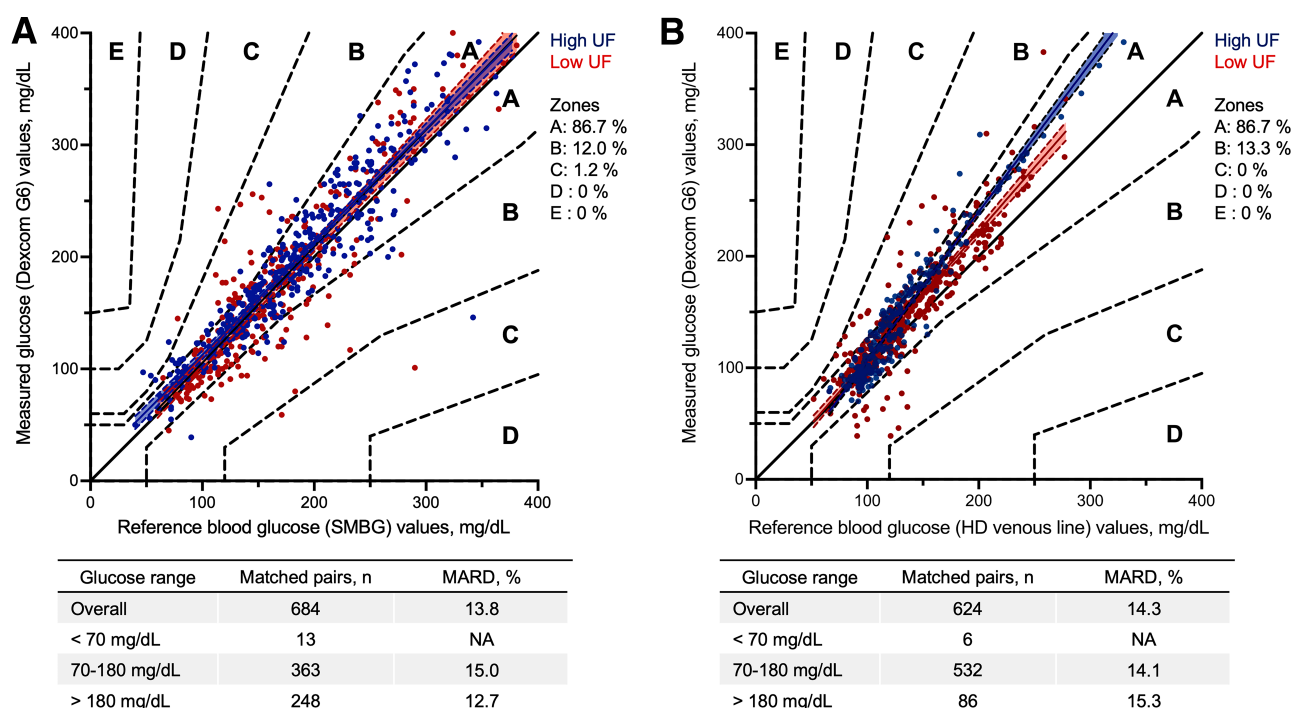 A
B
Measured glucose (Dexcom G6) values, mg/dL
400
300
200
100
0
E
D
C
B
A
A
B
C
D
0
100
200
300
400
Reference blood glucose (SMBG) values, mg/dL
High UF
Low UF
Zones
A: 86.7 %
B: 12.0 %
C: 1.2 %
D : 0 %
E : 0 %
Measured glucose (Dexcom G6) values, mg/dL
400
300
200
100
0
E
D
C
B
A
A
B
C
D
0
100
200
300
400
Reference blood glucose (HD venous line) values, mg/dL
High UF
Low UF
Zones
A: 86.7 %
B: 13.3 %
C: 0 %
D : 0 %
E : 0 %
Glucose range Matched pairs, n MARD, %
Overall 684 13.8
< 70 mg/dL 13 NA
70-180 mg/dL 363 15.0
> 180 mg/dL 248 12.7
Glucose range Matched pairs, n MARD, %
Overall 624 14.3
< 70 mg/dL 6 NA
70-180 mg/dL 532 14.1
> 180 mg/dL 86 15.3